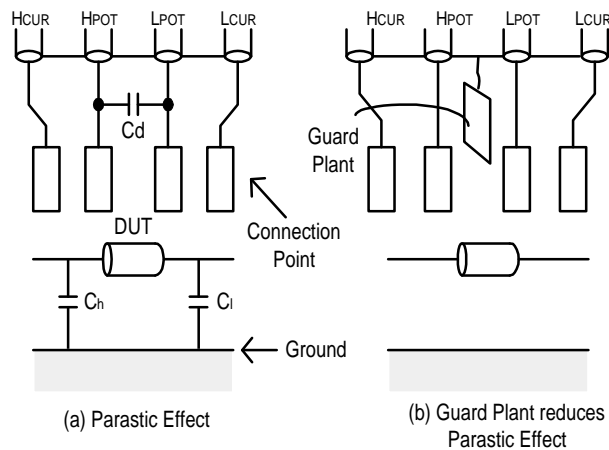 HCUR HPOT LPOT LCUR
HCUR HPOT LPOT LCUR
Cd
Guard
Plant
DUT
Connection
Point
Ch
Cl
Ground
(a) Parastic Effect
(b) Guard Plant reduces
Parastic Effect